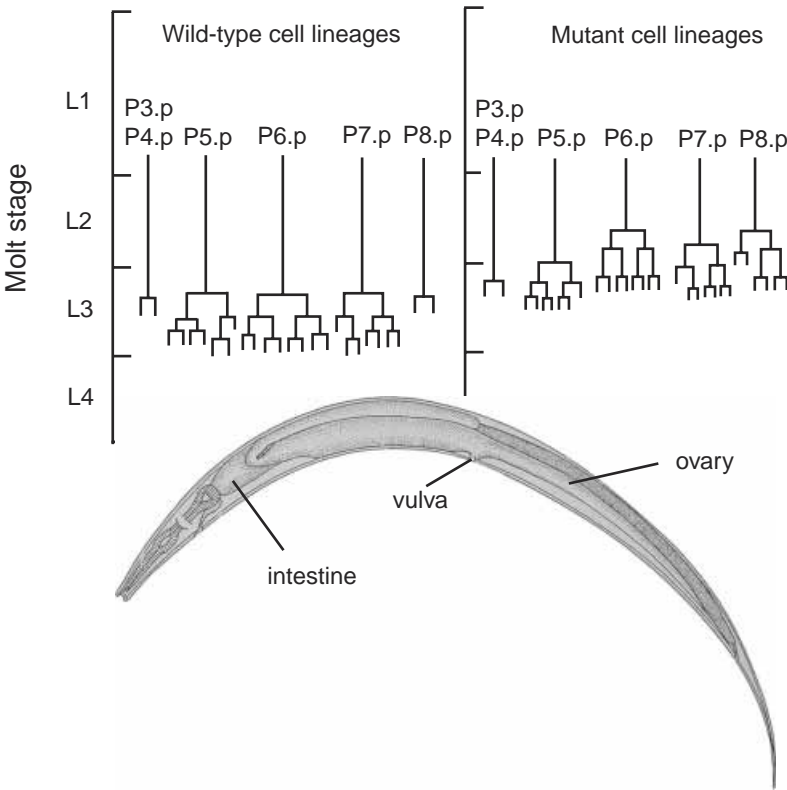 Wild-type cell lineages
Mutant cell lineages
Molt stage
L1
L2
L3
L4
P3.p
P4.p P5.p P6.p P7.p P8.p
P3.p
P4.p P5.p P6.p P7.p P8.p
ovary
vulva
intestine